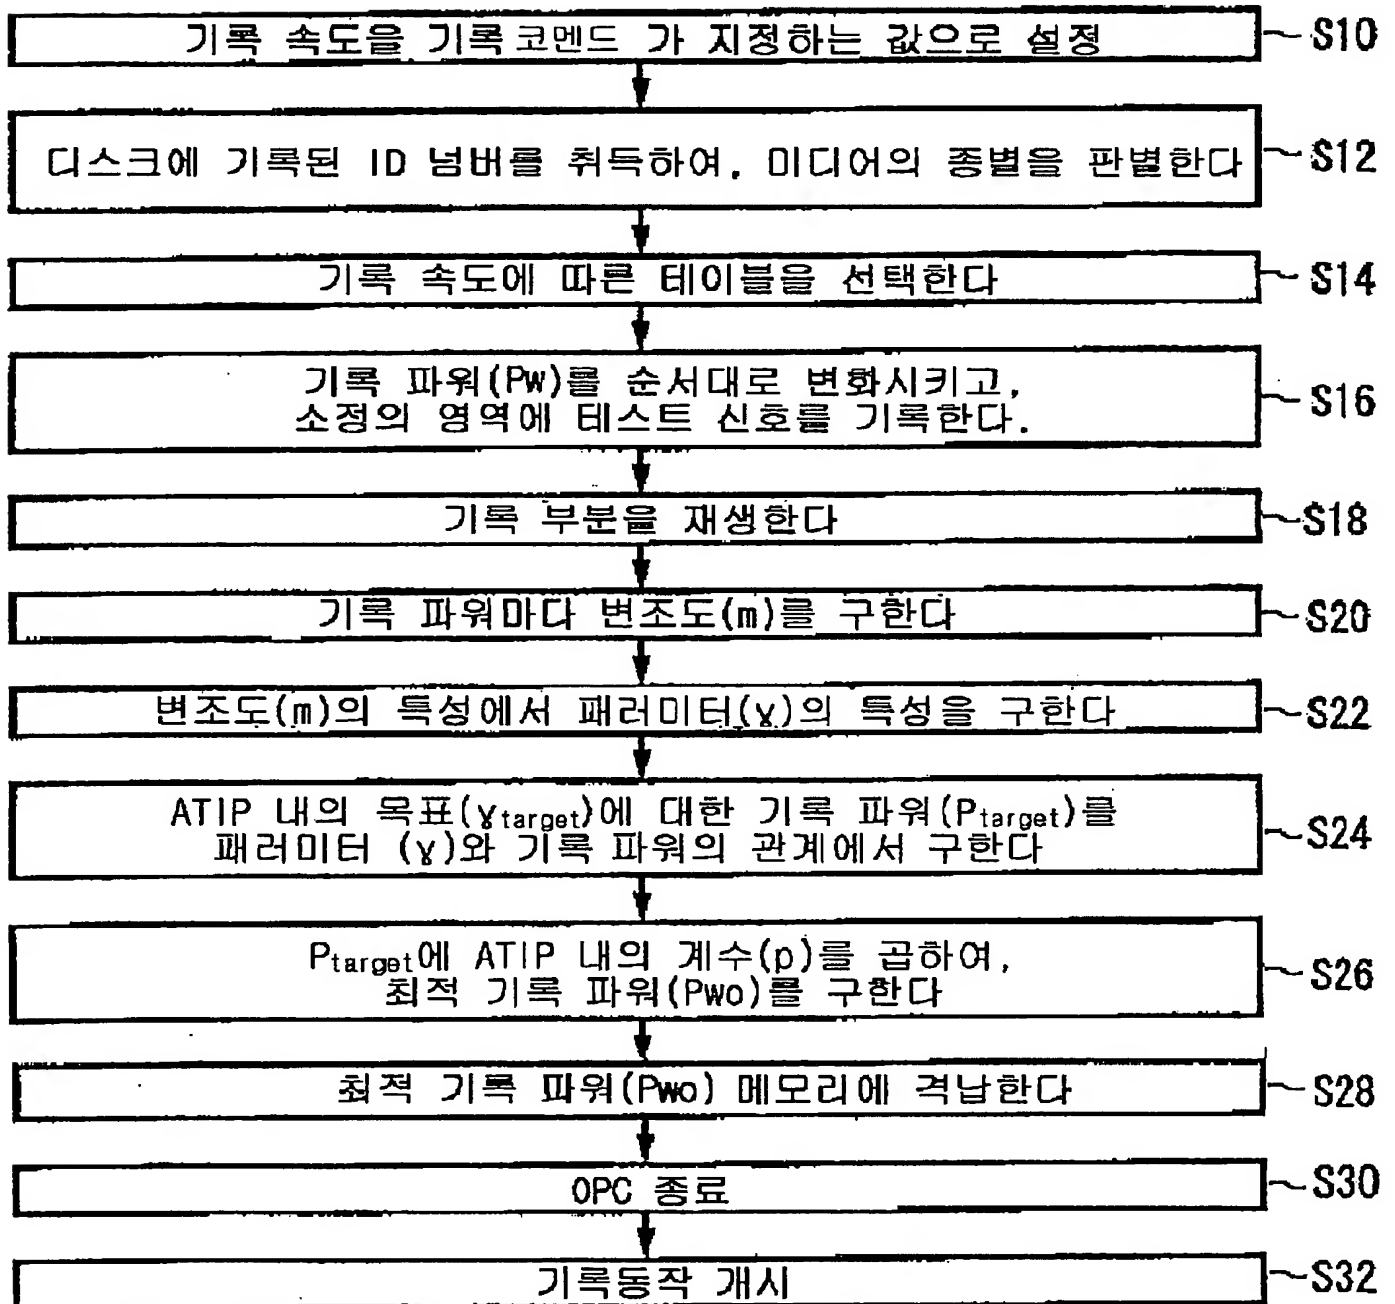 기록 속도을 기록 코멘드 가 지정하는 값으로 설정
S10
디스크에 기록된 ID 넘버를 취득하여, 미디어의 종별을 판별한다
S12
기록 속도에 따른 테이블을 선택한다
S14
기록 파워(Pw)를 순서대로 변화시키고,
소정의 영역에 테스트 신호를 기록한다.
S16
기록 부분을 재생한다
S18
기록 파워마다 변조도(m)를 구한다
S20
변조도(m)의 특성에서 패러미터(γ)의 특성을 구한다
S22
ATIP 내의 목표(γtarget)에 대한 기록 파워(Ptarget)를
패러미터 (γ)와 기록 파워의 관계에서 구한다
S24
Ptarget에 ATIP 내의 계수(p)를 곱하여,
최적 기록 파워(Pwo)를 구한다
S26
최적 기록 파워(Pwo) 메모리에 격납한다
S28
OPC 종료
S30
기록동작 개시
S32